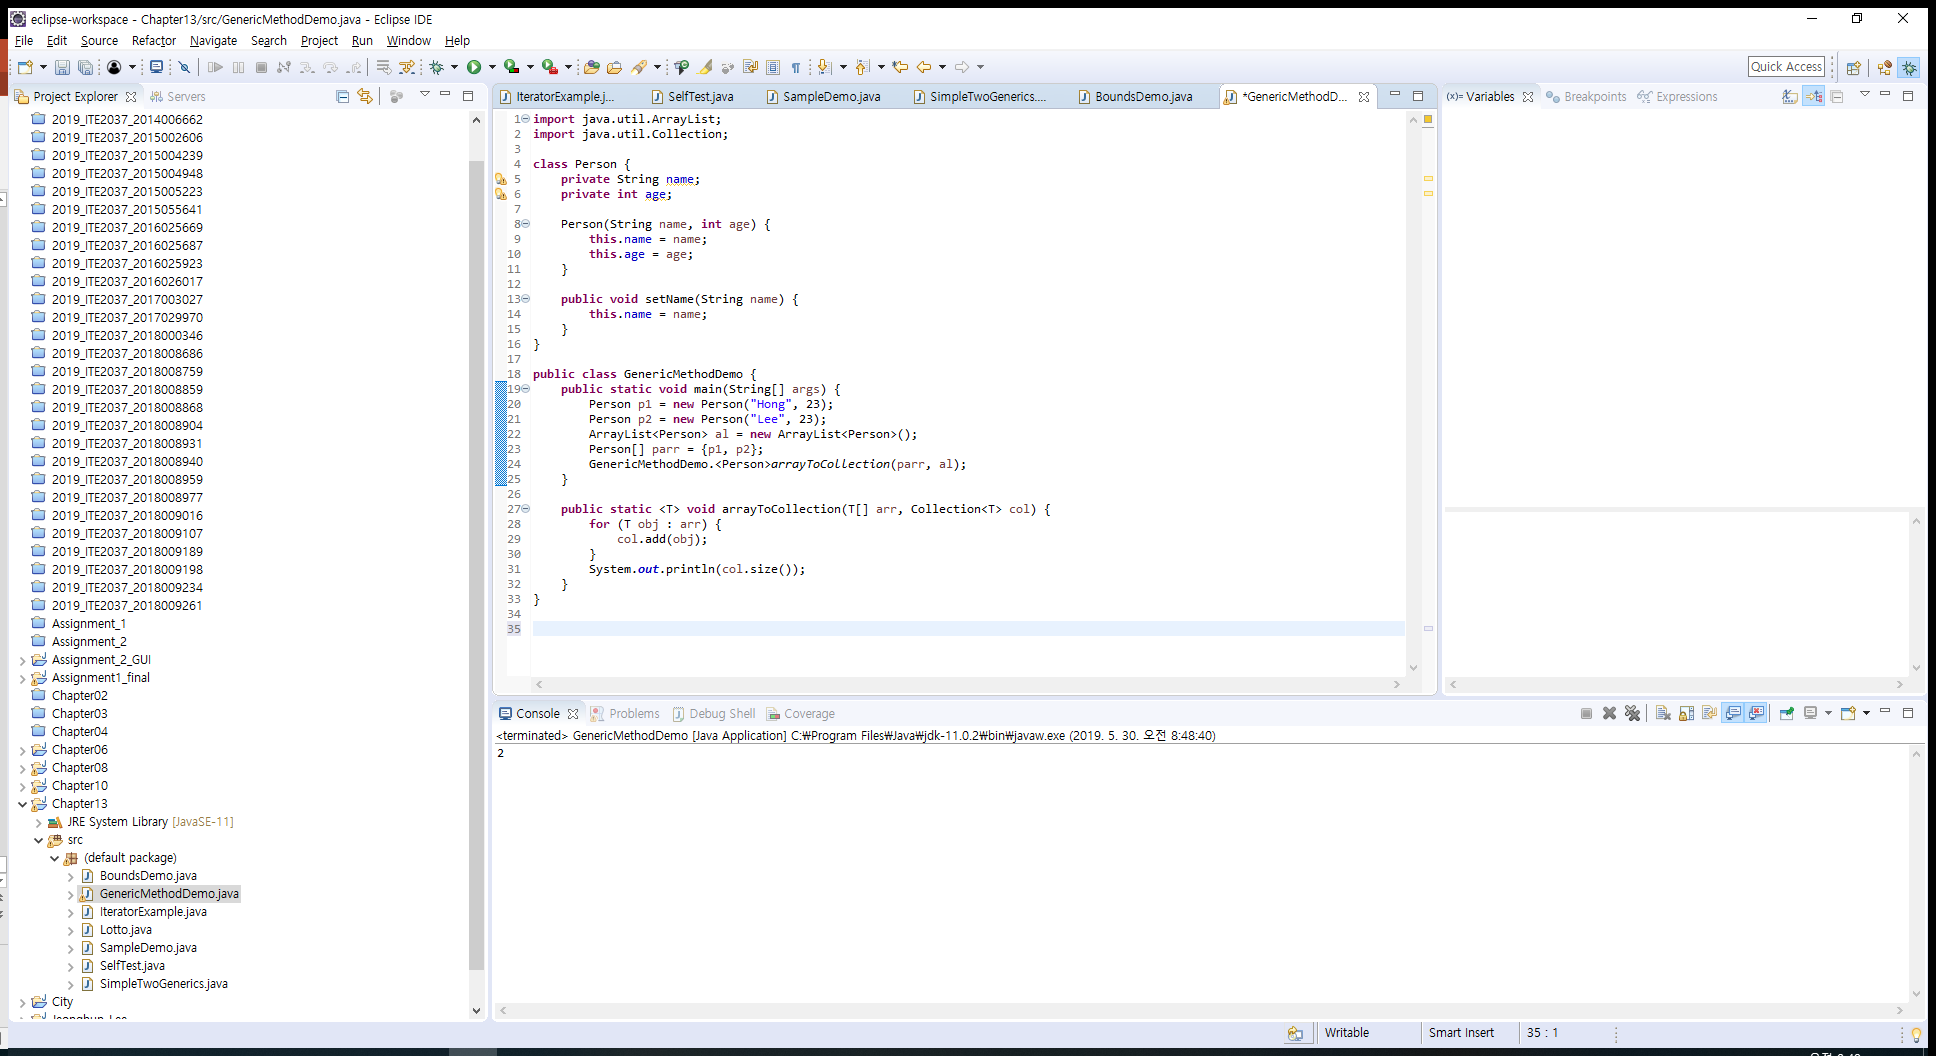 eclipse-workspace - Chapter13/src/GenericMethodDemo.java - Eclipse IDE
File Edit Source Refactor Navigate Search Project Run Window Help
Quick Access
Project Explorer Servers
2019_ITE2037_2014006662
2019_ITE2037_2015002606
2019_ITE2037_2015004239
2019_ITE2037_2015004948
2019_ITE2037_2015005223
2019_ITE2037_2015055641
2019_ITE2037_2016025669
2019_ITE2037_2016025687
2019_ITE2037_2016025923
2019_ITE2037_2016026017
2019_ITE2037_2017003027
2019_ITE2037_2017029970
2019_ITE2037_2018000346
2019_ITE2037_2018008686
2019_ITE2037_2018008759
2019_ITE2037_2018008859
2019_ITE2037_2018008868
2019_ITE2037_2018008904
2019_ITE2037_2018008931
2019_ITE2037_2018008940
2019_ITE2037_2018008959
2019_ITE2037_2018008977
2019_ITE2037_2018009016
2019_ITE2037_2018009107
2019_ITE2037_2018009189
2019_ITE2037_2018009198
2019_ITE2037_2018009234
2019_ITE2037_2018009261
Assignment_1
Assignment_2
Assignment_2_GUI
Assignment1_final
Chapter02
Chapter03
Chapter04
Chapter06
Chapter08
Chapter10
Chapter13
JRE System Library [JavaSE-11]
src
(default package)
BoundsDemo.java
GenericMethodDemo.java
IteratorExample.java
Lotto.java
SampleDemo.java
SelfTest.java
SimpleTwoGenerics.java
City
IteratorExample.j... SelfTest.java SampleDemo.java SimpleTwoGenerics.... BoundsDemo.java *GenericMethodD...
1 import java.util.ArrayList;
2 import java.util.Collection;
3
4 class Person {
5 private String name;
6 private int age;
7
8 Person(String name, int age) {
9 this.name = name;
10 this.age = age;
11 }
12
13 public void setName(String name) {
14 this.name = name;
15 }
16 }
17
18 public class GenericMethodDemo {
19 public static void main(String[] args) {
20 Person p1 = new Person("Hong", 23);
21 Person p2 = new Person("Lee", 23);
22 ArrayList<Person> al = new ArrayList<Person>();
23 Person[] parr = {p1, p2};
24 GenericMethodDemo.<Person>arrayToCollection(parr, al);
25 }
26
27 public static <T> void arrayToCollection(T[] arr, Collection<T> col) {
28 for (T obj : arr) {
29 col.add(obj);
30 }
31 System.out.println(col.size());
32 }
33 }
34
35
(x)= Variables Breakpoints Expressions
Console Problems Debug Shell Coverage
<terminated> GenericMethodDemo [Java Application] C:₩Program Files₩Java₩jdk-11.0.2₩bin₩javaw.exe (2019. 5. 30. 오전 8:48:40)
2
Writable Smart Insert 35 : 1